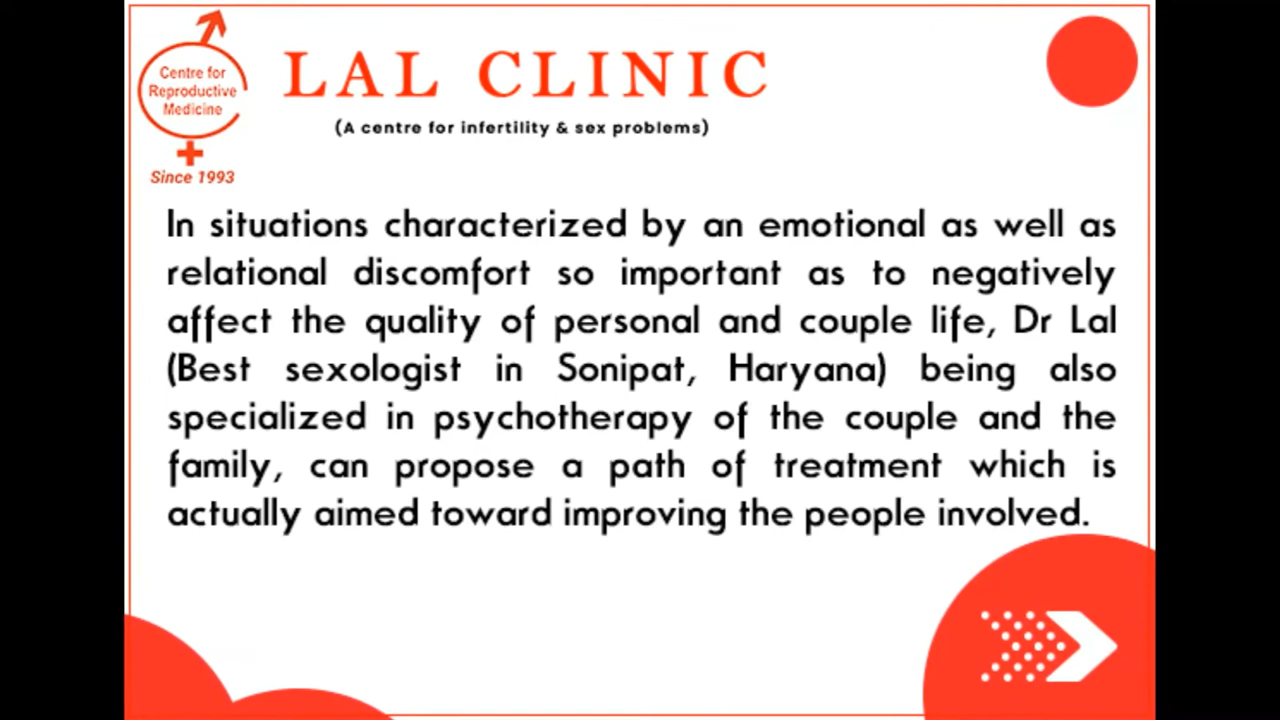 Centre for
Reproductive
Medicine
Since 1993
LAL CLINIC
(A centre for infertility & sex problems)
In situations characterized by an emotional as well as
relational discomfort so important as to negatively
affect the quality of personal and couple life, Dr Lal
(Best sexologist in Sonipat, Haryana) being also
specialized in psychotherapy of the couple and the
family, can propose a path of treatment which is
actually aimed toward improving the people involved.